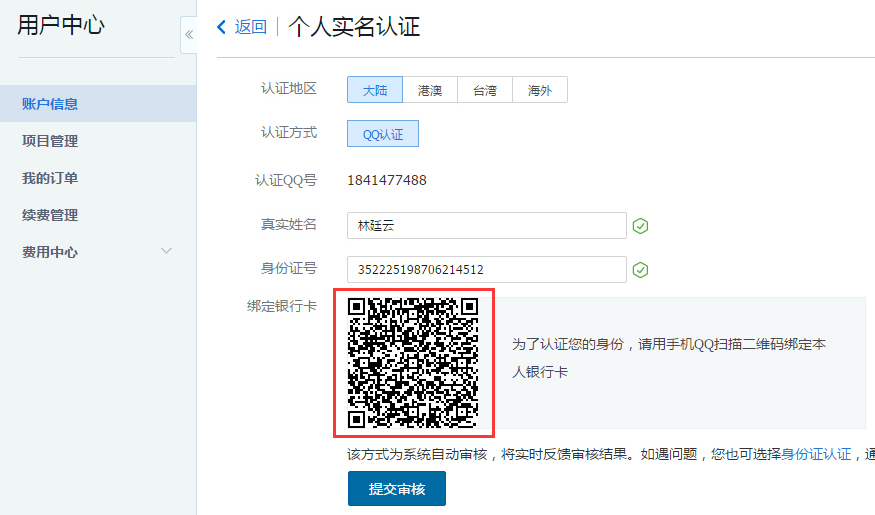 用户中心
账户信息
项目管理
我的订单
续费管理
费用中心
返回 个人实名认证
认证地区 大陆 港澳 台湾 海外
认证方式 QQ认证
认证QQ号 1841477488
真实姓名 林廷云
身份证号 352225198706214512
绑定银行卡
为了认证您的身份，请用手机QQ扫描二维码绑定本
人银行卡
该方式为系统自动审核，将实时反馈审核结果。如遇问题，您也可选择身份证认证，通
提交审核